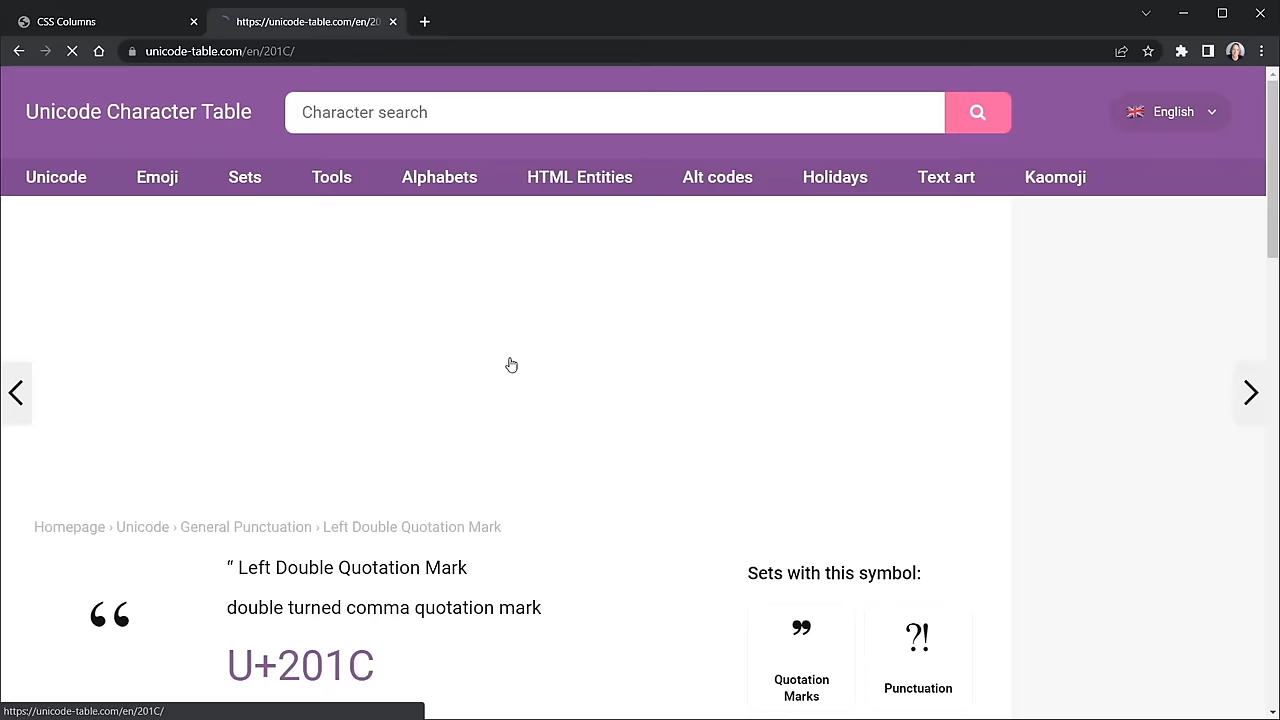 CSS Columns
https://unicode-table.com/en/20
unicode-table.com/en/201C/
Unicode Character Table
Character search
English
Unicode Emoji Sets Tools Alphabets HTML Entities Alt codes Holidays Text art Kaomoji
Homepage › Unicode › General Punctuation › Left Double Quotation Mark
“ Left Double Quotation Mark
double turned comma quotation mark
“
U+201C
Sets with this symbol:
❞
Quotation
Marks
?!
Punctuation
https://unicode-table.com/en/201C/